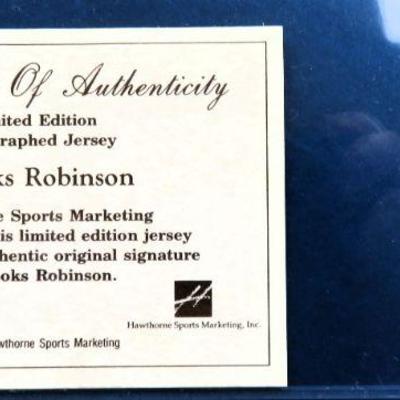 Of Authenticity
ited Edition
raphed Jersey
ks Robinson
e Sports Marketing
is limited edition jersey
thentic original signature
oks Robinson.
Hawthorne Sports Marketing, Inc.
wthorne Sports Marketing